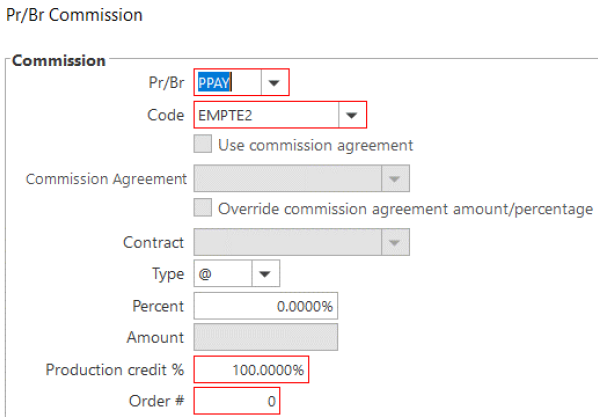 Pr/Br Commission
Commission
Pr/Br PPAY
Code EMPTE2
Use commission agreement
Commission Agreement
Override commission agreement amount/percentage
Contract
Type @
Percent 0.0000%
Amount
Production credit % 100.0000%
Order # 0